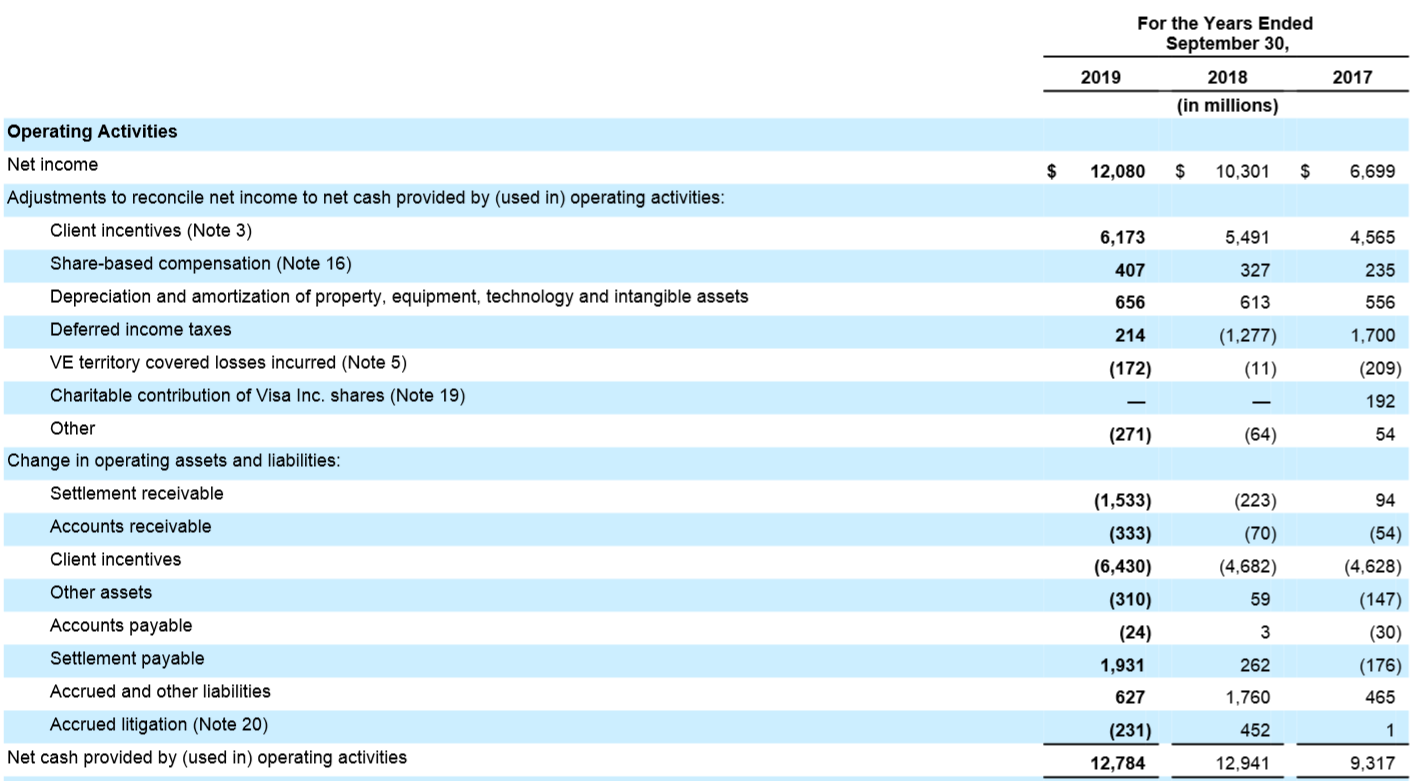 For the Years Ended
September 30,
2019 2018 2017
(in millions)
Operating Activities
Net income $ 12,080 $ 10,301 $ 6,699
Adjustments to reconcile net income to net cash provided by (used in) operating activities:
Client incentives (Note 3) 6,173 5,491 4,565
Share-based compensation (Note 16) 407 327 235
Depreciation and amortization of property, equipment, technology and intangible assets 656 613 556
Deferred income taxes 214 (1,277) 1,700
VE territory covered losses incurred (Note 5) (172) (11) (209)
Charitable contribution of Visa Inc. shares (Note 19) — — 192
Other (271) (64) 54
Change in operating assets and liabilities:
Settlement receivable (1,533) (223) 94
Accounts receivable (333) (70) (54)
Client incentives (6,430) (4,682) (4,628)
Other assets (310) 59 (147)
Accounts payable (24) 3 (30)
Settlement payable 1,931 262 (176)
Accrued and other liabilities 627 1,760 465
Accrued litigation (Note 20) (231) 452 1
Net cash provided by (used in) operating activities 12,784 12,941 9,317